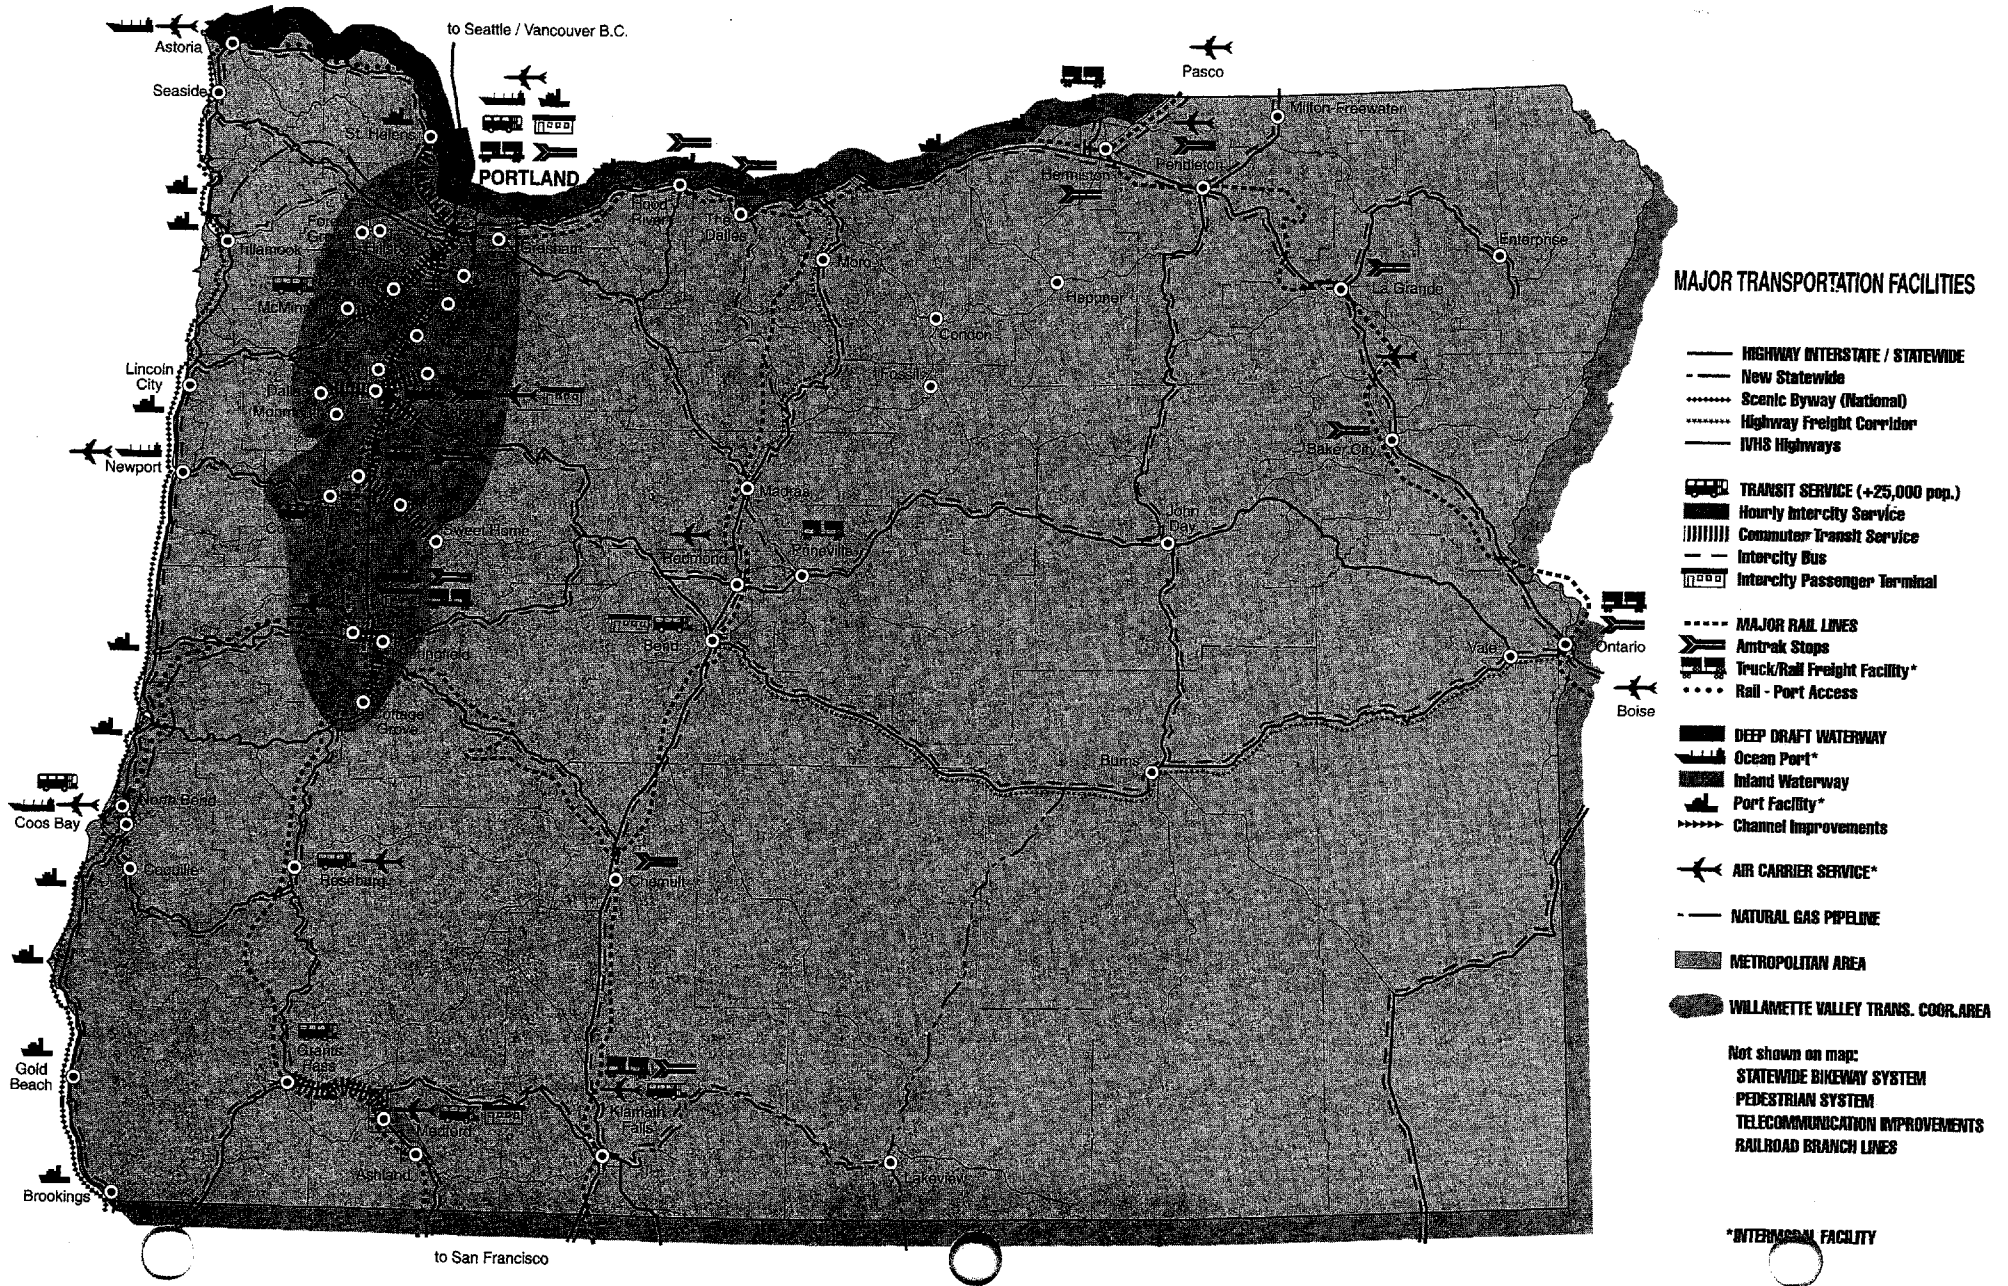 to Seattle / Vancouver B.C.
Astoria
Seaside
St. Helens
PORTLAND
Pasco
Milton-Freewater
Pendleton
Hermiston
Hood
River
The
Dalles
Gresham
Tillamook
Moro
Heppner
Condon
Fossil
Enterprise
La Grande
Baker City
Lincoln
City
Newport
Madras
Sweet Home
Redmond
Prineville
John
Day
Bend
Vale
Ontario
Boise
Cottage
Grove
Burns
North Bend
Coos Bay
Coquille
Roseburg
Chemult
Grants
Pass
Gold
Beach
Medford
Ashland
Klamath
Falls
Lakeview
Brookings
to San Francisco
MAJOR TRANSPORTATION FACILITIES
HIGHWAY INTERSTATE / STATEWIDE
New Statewide
Scenic Byway (National)
Highway Freight Corridor
IVHS Highways
TRANSIT SERVICE (+25,000 pop.)
Hourly Intercity Service
Commuter Transit Service
Intercity Bus
Intercity Passenger Terminal
MAJOR RAIL LINES
Amtrak Stops
Truck/Rail Freight Facility*
Rail - Port Access
DEEP DRAFT WATERWAY
Ocean Port*
Inland Waterway
Port Facility*
Channel Improvements
AIR CARRIER SERVICE*
NATURAL GAS PIPELINE
METROPOLITAN AREA
WILLAMETTE VALLEY TRANS. COOR.AREA
Not shown on map:
STATEWIDE BIKEWAY SYSTEM
PEDESTRIAN SYSTEM
TELECOMMUNICATION IMPROVEMENTS
RAILROAD BRANCH LINES
*INTERMODAL FACILITY